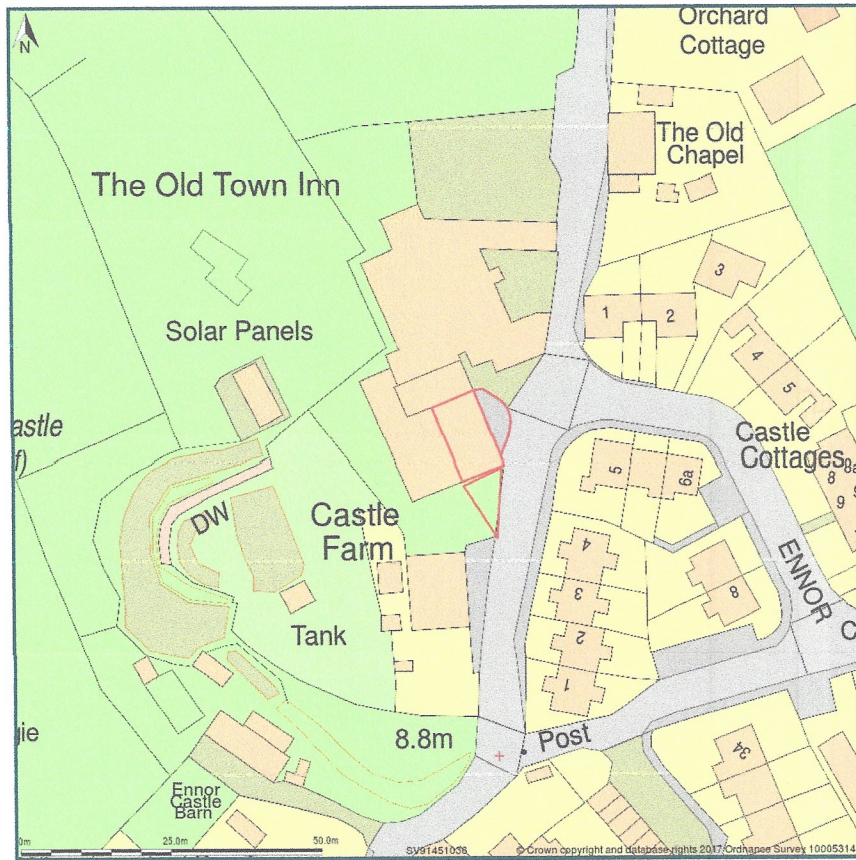 N
Orchard
Cottage
The Old
Chapel
The Old Town Inn
3
1
2
Solar Panels
4
5
astle
f)
Castle
Cottages
8
8a
9
5
6a
DW
Castle
Farm
4
3
2
1
8
ENNOR
C
Tank
gie
8.8m
Post
34
Ennor
Castle
Barn
0m
25.0m
50.0m
SV91451036
© Crown copyright and database rights 2017 Ordnance Survey 10005314